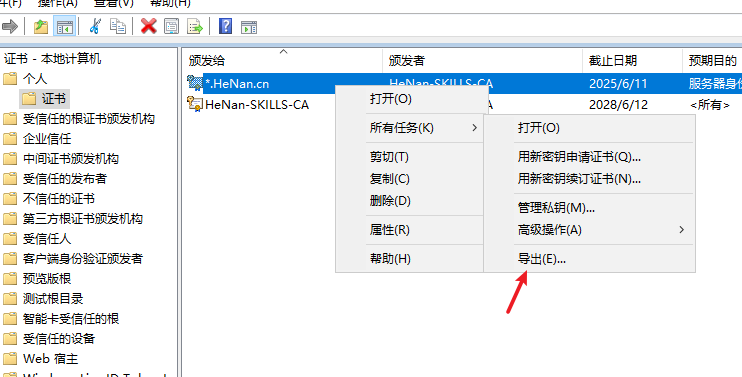 操作(A) 查看(V) 帮助(H)
证书 - 本地计算机
个人
证书
受信任的根证书颁发机构
企业信任
中间证书颁发机构
受信任的发布者
不信任的证书
第三方根证书颁发机构
受信任人
客户端身份验证颁发者
预览版根
测试根目录
智能卡受信任的根
受信任的设备
Web 宿主
颁发给 颁发者 截止日期 预期目的
*.HeNan.cn HeNan-SKILLS-CA 2025/6/11 服务器身份
HeNan-SKILLS-CA 2028/6/12 <所有>
打开(O)
所有任务(K)
剪切(T)
复制(C)
删除(D)
属性(R)
帮助(H)
打开(O)
用新密钥申请证书(Q)...
用新密钥续订证书(N)...
管理私钥(M)...
高级操作(A)
导出(E)...